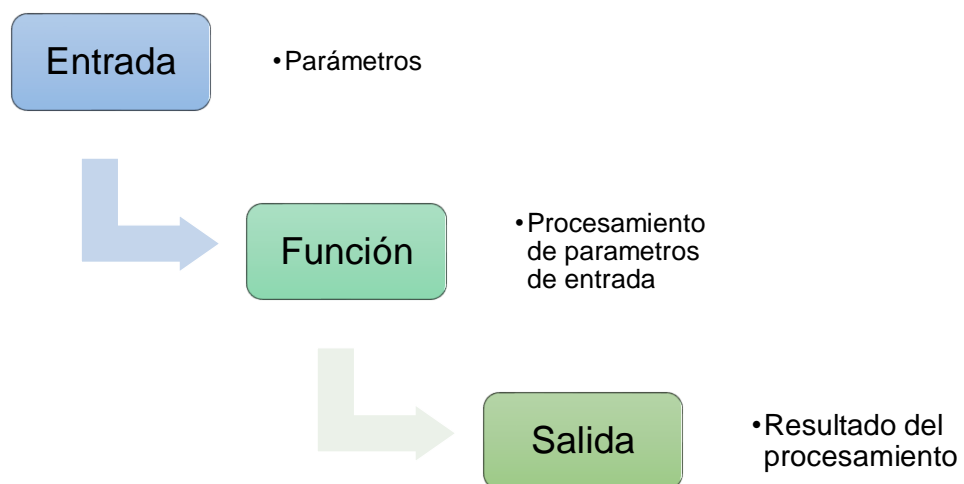 Entrada
•Parámetros
Función
•Procesamiento
de parametros
de entrada
Salida
•Resultado del
procesamiento